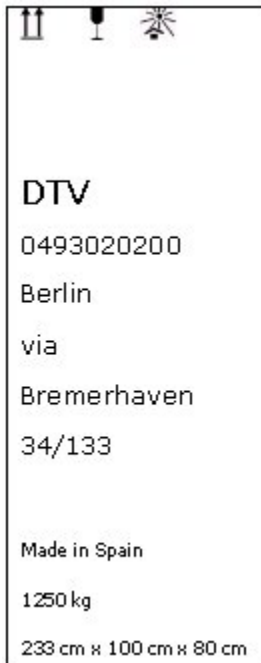 DTV
0493020200
Berlin
via
Bremerhaven
34/133
Made in Spain
1250 kg
233 cm x 100 cm x 80 cm